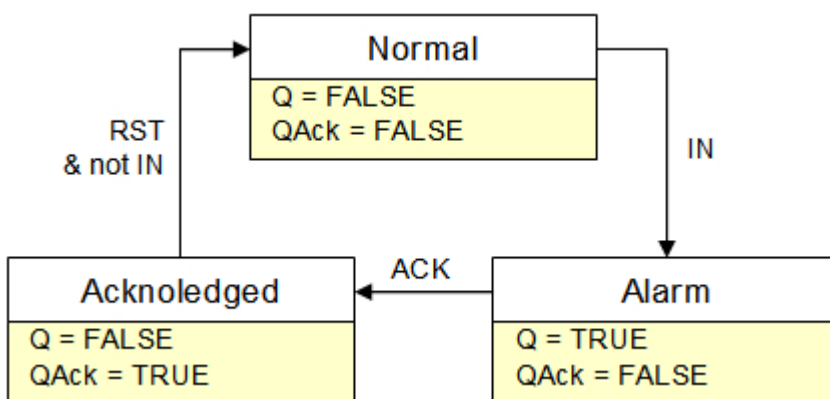 Normal
Q = FALSE
QAck = FALSE
RST
& not IN
IN
ACK
Acknoledged
Q = FALSE
QAck = TRUE
Alarm
Q = TRUE
QAck = FALSE